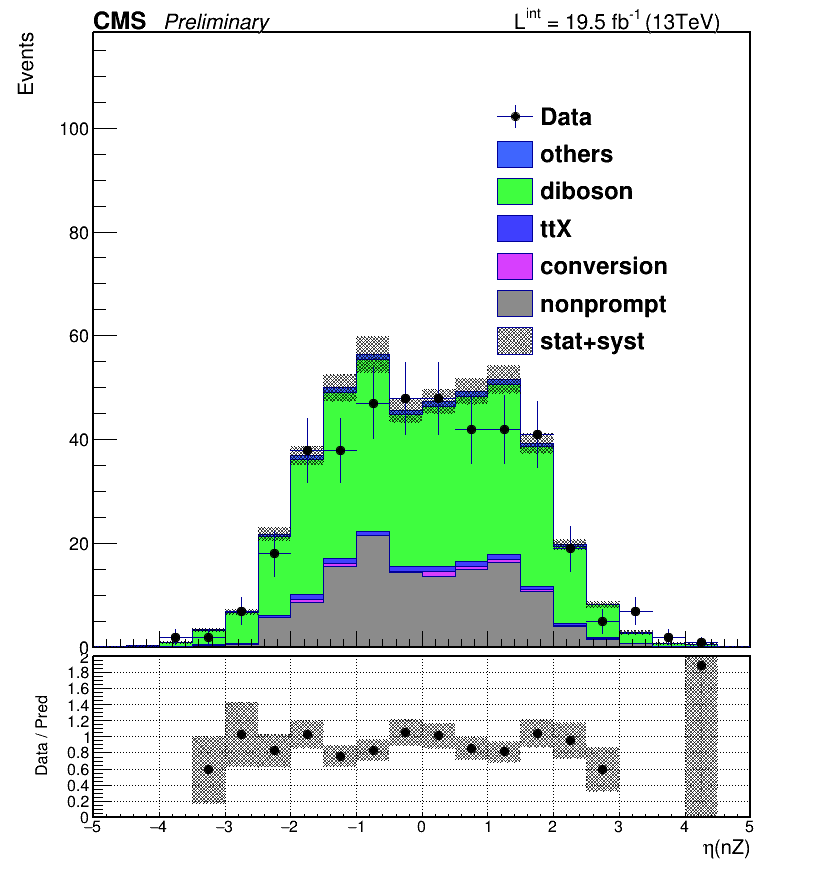 CMS Preliminary L^int = 19.5 fb^-1 (13TeV)
Events
100
80
60
40
20
0
Data
others
diboson
ttX
conversion
nonprompt
stat+syst
Data / Pred
2
1.8
1.6
1.4
1.2
1
0.8
0.6
0.4
0.2
0
−5 −4 −3 −2 −1 0 1 2 3 4 5
η(nZ)